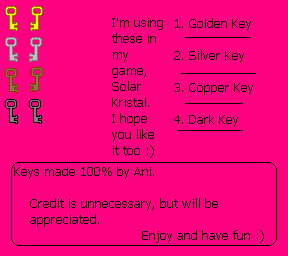 I'm using
these in
my
game,
Solar
Kristal.
I hope
you like
it too :)
1. Golden Key
2. Silver Key
3. Copper Key
4. Dark Key
Keys made 100% by Ani.
Credit is unnecessary, but will be
appreciated.
Enjoy and have fun :)